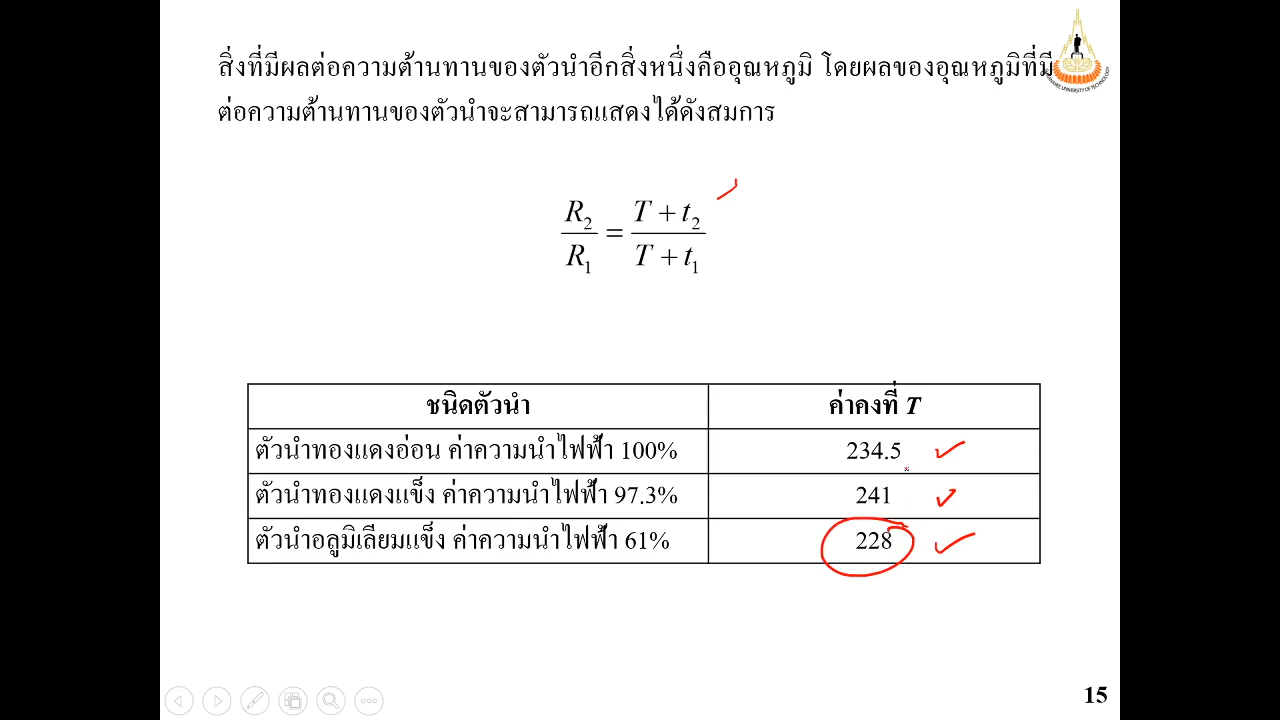 สิ่งที่มีผลต่อความต้านทานของตัวนำอีกสิ่งหนึ่งคืออุณหภูมิ โดยผลของอุณหภูมิที่มี
ต่อความต้านทานของตัวนำจะสามารถแสดงได้ดังสมการ
R₂/R₁ = (T + t₂)/(T + t₁)
ชนิดตัวนำ ค่าคงที่ T
ตัวนำทองแดงอ่อน ค่าความนำไฟฟ้า 100% 234.5
ตัวนำทองแดงแข็ง ค่าความนำไฟฟ้า 97.3% 241
ตัวนำอลูมิเลียมแข็ง ค่าความนำไฟฟ้า 61% 228
15